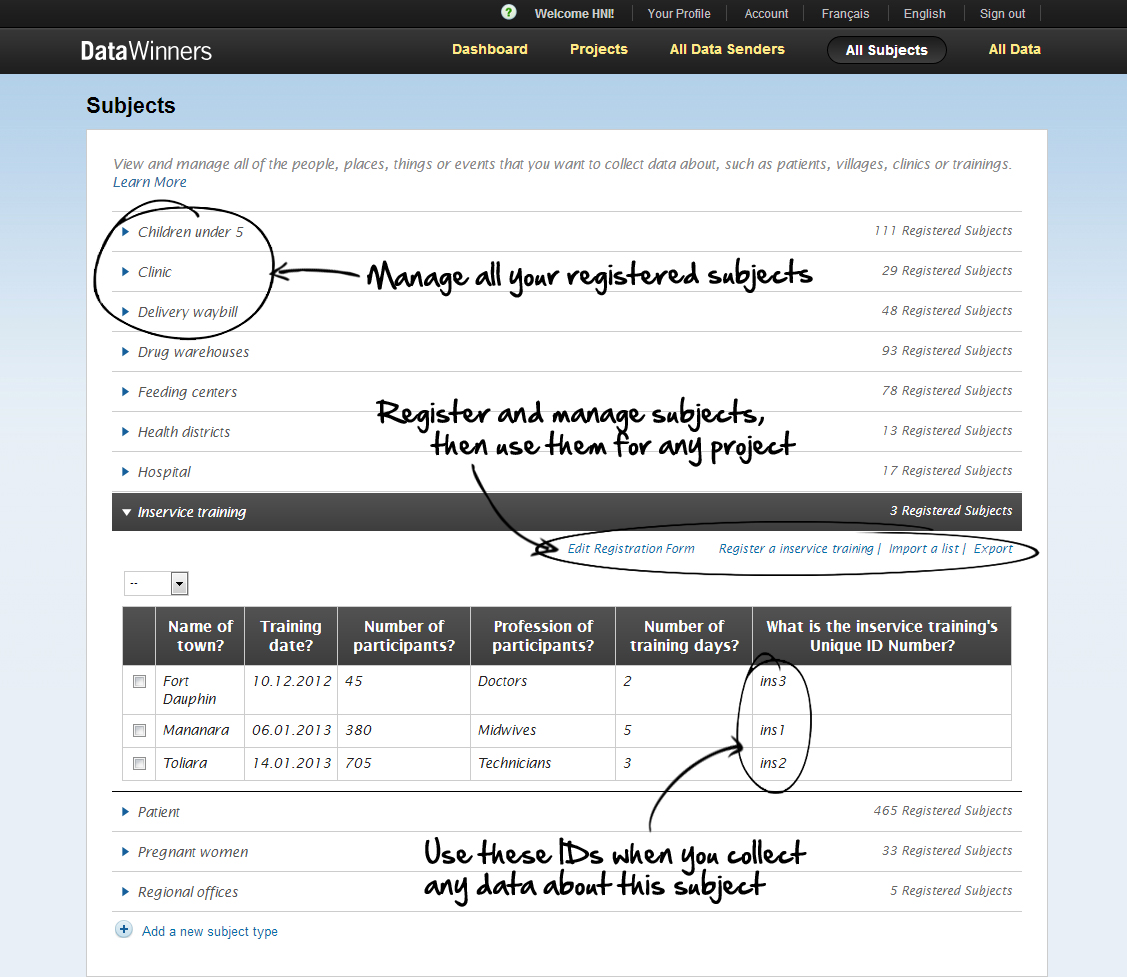 ? Welcome HNI! Your Profile Account Français English Sign out
DataWinners Dashboard Projects All Data Senders All Subjects All Data
Subjects
View and manage all of the people, places, things or events that you want to collect data about, such as patients, villages, clinics or trainings.
Learn More
Children under 5 111 Registered Subjects
Clinic 29 Registered Subjects
Manage all your registered subjects
Delivery waybill 48 Registered Subjects
Drug warehouses 93 Registered Subjects
Feeding centers 78 Registered Subjects
Register and manage subjects,
then use them for any project
Health districts 13 Registered Subjects
Hospital 17 Registered Subjects
Inservice training 3 Registered Subjects
Edit Registration Form Register a inservice training | Import a list | Export
--
Name of town? Training date? Number of participants? Profession of participants? Number of training days? What is the inservice training's Unique ID Number?
Fort Dauphin 10.12.2012 45 Doctors 2 ins3
Mananara 06.01.2013 380 Midwives 5 ins1
Toliara 14.01.2013 705 Technicians 3 ins2
Patient 465 Registered Subjects
Pregnant women 33 Registered Subjects
Use these IDs when you collect
any data about this subject
Regional offices 5 Registered Subjects
+ Add a new subject type